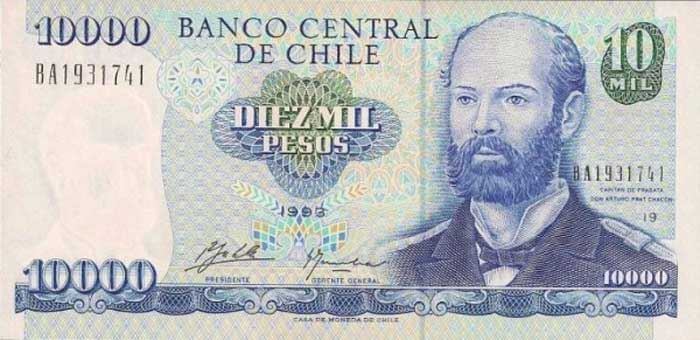 10000
BANCO CENTRAL
DE CHILE
10
MIL
BA1931741
DIEZ MIL
PESOS
BA1931741
CAPITAN DE FRAGATA
DON ARTURO PRAT CHACON
1993
19
PRESIDENTE
GERENTE GENERAL
10000
10000
CASA DE MONEDA DE CHILE